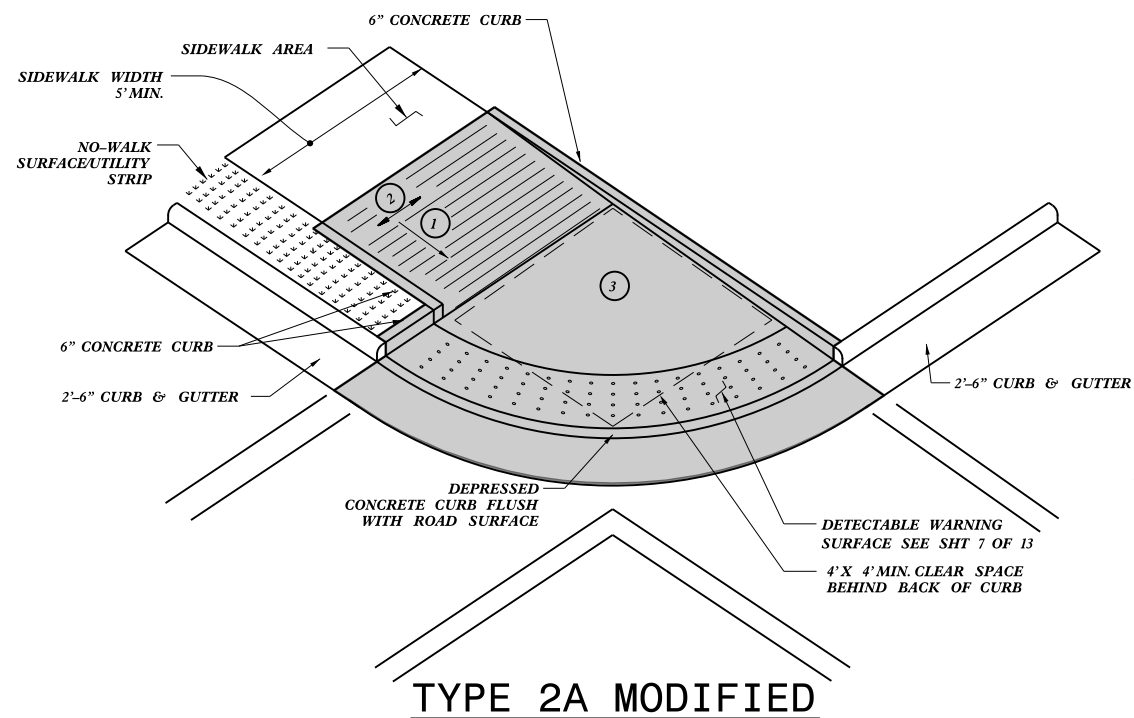 6” CONCRETE CURB
SIDEWALK AREA
SIDEWALK WIDTH
5’ MIN.
NO–WALK
SURFACE/UTILITY
STRIP
2
1
3
6” CONCRETE CURB
2’–6” CURB & GUTTER
2’–6” CURB & GUTTER
DEPRESSED
CONCRETE CURB FLUSH
WITH ROAD SURFACE
DETECTABLE WARNING
SURFACE SEE SHT 7 OF 13
4’ X 4’ MIN. CLEAR SPACE
BEHIND BACK OF CURB
TYPE 2A MODIFIED